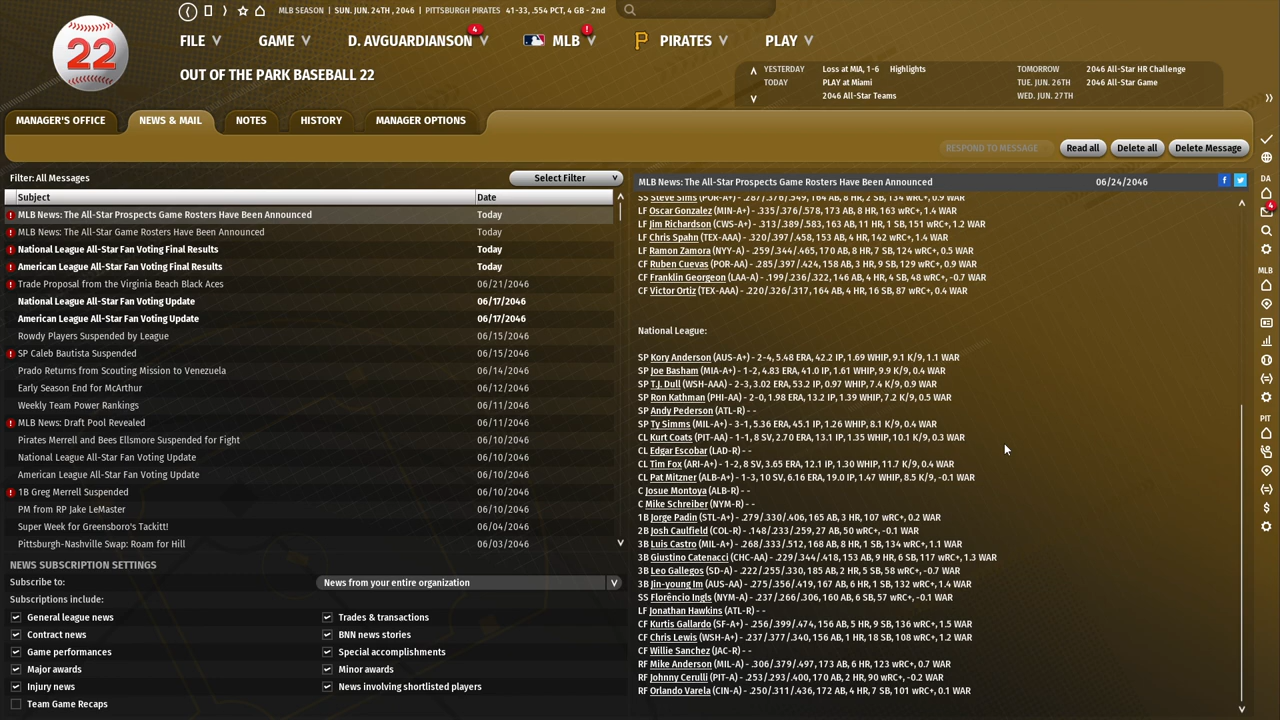 MLB SEASON | SUN. JUN. 24TH , 2046 | PITTSBURGH PIRATES 41-33, .554 PCT, 4 GB - 2nd
22
FILE GAME D. AVGUARDIANSON 4 MLB ! P PIRATES PLAY
OUT OF THE PARK BASEBALL 22
YESTERDAY Loss at MIA, 1-6 Highlights TOMORROW 2046 All-Star HR Challenge
TODAY PLAY at Miami TUE. JUN. 26TH 2046 All-Star Game
2046 All-Star Teams WED. JUN. 27TH
MANAGER'S OFFICE NEWS & MAIL NOTES HISTORY MANAGER OPTIONS
RESPOND TO MESSAGE Read all Delete all Delete Message
Filter: All Messages Select Filter
Subject Date
MLB News: The All-Star Prospects Game Rosters Have Been Announced Today
MLB News: The All-Star Game Rosters Have Been Announced Today
National League All-Star Fan Voting Final Results Today
American League All-Star Fan Voting Final Results Today
Trade Proposal from the Virginia Beach Black Aces 06/21/2046
National League All-Star Fan Voting Update 06/17/2046
American League All-Star Fan Voting Update 06/17/2046
Rowdy Players Suspended by League 06/15/2046
SP Caleb Bautista Suspended 06/15/2046
Prado Returns from Scouting Mission to Venezuela 06/14/2046
Early Season End for McArthur 06/12/2046
Weekly Team Power Rankings 06/11/2046
MLB News: Draft Pool Revealed 06/11/2046
Pirates Merrell and Bees Ellsmore Suspended for Fight 06/10/2046
National League All-Star Fan Voting Update 06/10/2046
American League All-Star Fan Voting Update 06/10/2046
1B Greg Merrell Suspended 06/10/2046
PM from RP Jake LeMaster 06/10/2046
Super Week for Greensboro's Tackitt! 06/04/2046
Pittsburgh-Nashville Swap: Roam for Hill 06/03/2046
NEWS SUBSCRIPTION SETTINGS
Subscribe to: News from your entire organization
Subscriptions include:
General league news Trades & transactions
Contract news BNN news stories
Game performances Special accomplishments
Major awards Minor awards
Injury news News involving shortlisted players
Team Game Recaps
MLB News: The All-Star Prospects Game Rosters Have Been Announced 06/24/2046
SS Steve Sims (POR-A+) - .287/.376/.549, 164 AB, 8 HR, 2 SB, 134 wRC+, 0.9 WAR
LF Oscar Gonzalez (MIN-A+) - .335/.376/.578, 173 AB, 8 HR, 163 wRC+, 1.4 WAR
LF Jim Richardson (CWS-A+) - .313/.389/.583, 163 AB, 11 HR, 1 SB, 151 wRC+, 1.2 WAR
LF Chris Spahn (TEX-AAA) - .320/.397/.458, 153 AB, 4 HR, 142 wRC+, 1.4 WAR
LF Ramon Zamora (NYY-A) - .259/.344/.465, 170 AB, 8 HR, 7 SB, 124 wRC+, 0.5 WAR
CF Ruben Cuevas (POR-AA) - .285/.397/.424, 158 AB, 3 HR, 9 SB, 129 wRC+, 0.9 WAR
CF Franklin Georgeon (LAA-A) - .199/.236/.322, 146 AB, 4 HR, 4 SB, 48 wRC+, -0.7 WAR
CF Victor Ortiz (TEX-AAA) - .220/.326/.317, 164 AB, 4 HR, 16 SB, 87 wRC+, 0.4 WAR
National League:
SP Kory Anderson (AUS-A+) - 2-4, 5.48 ERA, 42.2 IP, 1.69 WHIP, 9.1 K/9, 1.1 WAR
SP Joe Basham (MIA-A+) - 1-2, 4.83 ERA, 41.0 IP, 1.61 WHIP, 9.9 K/9, 0.4 WAR
SP T.J. Dull (WSH-AAA) - 2-3, 3.02 ERA, 53.2 IP, 0.97 WHIP, 7.4 K/9, 0.9 WAR
SP Ron Kathman (PHI-AA) - 2-0, 1.98 ERA, 13.2 IP, 1.39 WHIP, 7.2 K/9, 0.5 WAR
SP Andy Pederson (ATL-R) - -
SP Ty Simms (MIL-A+) - 3-1, 5.36 ERA, 45.1 IP, 1.26 WHIP, 8.1 K/9, 0.4 WAR
CL Kurt Coats (PIT-AA) - 1-1, 8 SV, 2.70 ERA, 13.1 IP, 1.35 WHIP, 10.1 K/9, 0.3 WAR
CL Edgar Escobar (LAD-R) - -
CL Tim Fox (ARI-A+) - 1-2, 8 SV, 3.65 ERA, 12.1 IP, 1.30 WHIP, 11.7 K/9, 0.4 WAR
CL Pat Mitzner (ALB-A+) - 1-3, 10 SV, 6.16 ERA, 19.0 IP, 1.47 WHIP, 8.5 K/9, -0.1 WAR
C Josue Montoya (ALB-R) - -
C Mike Schreiber (NYM-R) - -
1B Jorge Padin (STL-A+) - .279/.330/.406, 165 AB, 3 HR, 107 wRC+, 0.2 WAR
2B Josh Caulfield (COL-R) - .148/.233/.259, 27 AB, 50 wRC+, -0.1 WAR
3B Luis Castro (MIL-A+) - .268/.333/.512, 168 AB, 8 HR, 1 SB, 134 wRC+, 1.1 WAR
3B Giustino Catenacci (CHC-AA) - .229/.344/.418, 153 AB, 9 HR, 6 SB, 117 wRC+, 1.3 WAR
3B Leo Gallegos (SD-A) - .222/.255/.330, 185 AB, 2 HR, 5 SB, 58 wRC+, -0.7 WAR
3B Jin-young Im (AUS-AA) - .275/.356/.419, 167 AB, 6 HR, 1 SB, 132 wRC+, 1.4 WAR
SS Florêncio Ingls (NYM-A) - .237/.266/.306, 160 AB, 6 SB, 57 wRC+, -0.1 WAR
LF Jonathan Hawkins (ATL-R) - -
CF Kurtis Gallardo (SF-A+) - .256/.399/.474, 156 AB, 5 HR, 9 SB, 136 wRC+, 1.5 WAR
CF Chris Lewis (WSH-A+) - .237/.377/.340, 156 AB, 1 HR, 18 SB, 108 wRC+, 1.2 WAR
CF Willie Sanchez (JAC-R) - -
RF Mike Anderson (MIL-A) - .306/.379/.497, 173 AB, 6 HR, 123 wRC+, 0.7 WAR
RF Johnny Cerulli (PIT-A) - .253/.293/.400, 170 AB, 2 HR, 90 wRC+, -0.2 WAR
RF Orlando Varela (CIN-A) - .250/.311/.436, 172 AB, 4 HR, 7 SB, 101 wRC+, 0.1 WAR
DA
4
MLB
PIT